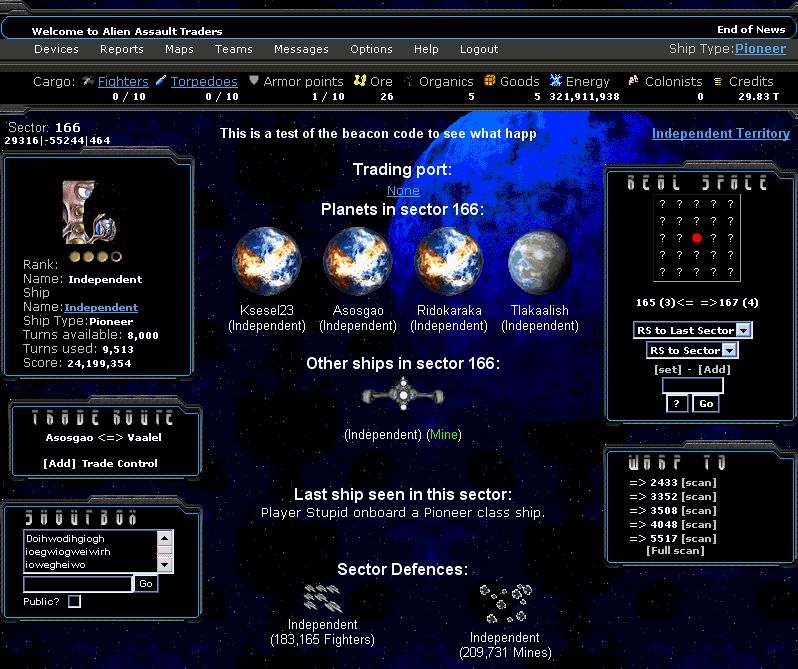 Welcome to Alien Assault Traders
End of News
Devices Reports Maps Teams Messages Options Help Logout
Ship Type:Pioneer
Cargo: Fighters Torpedoes Armor points Ore Organics Goods Energy Colonists Credits
0 / 10 0 / 10 1 / 10 26 5 5 321,911,938 0 29.83 T
Sector: 166
29316|-55244|464
This is a test of the beacon code to see what happ
Independent Territory
Rank:
Name: Independent
Ship
Name:Independent
Ship Type:Pioneer
Turns available: 8,000
Turns used: 9,513
Score: 24,199,354
TRADE ROUTE
Asosgao <=> Vaalel
[Add] Trade Control
SHOUTBOX
Doihwodihgiogh
ioegwiogweiwirh
iowegheiwo
Go
Public?
Trading port:
None
Planets in sector 166:
Ksesel23 Asosgao Ridokaraka Tlakaalish
(Independent) (Independent) (Independent) (Independent)
Other ships in sector 166:
(Independent) (Mine)
Last ship seen in this sector:
Player Stupid onboard a Pioneer class ship.
Sector Defences:
Independent
(183,165 Fighters)
Independent
(209,731 Mines)
REAL SPACE
? ? ? ? ?
? ? ? ? ?
? ? ? ?
? ? ? ? ?
? ? ? ? ?
165 (3)<= =>167 (4)
RS to Last Sector
RS to Sector
[set] - [Add]
? Go
WARP TO
=> 2433 [scan]
=> 3352 [scan]
=> 3508 [scan]
=> 4048 [scan]
=> 5517 [scan]
[Full scan]